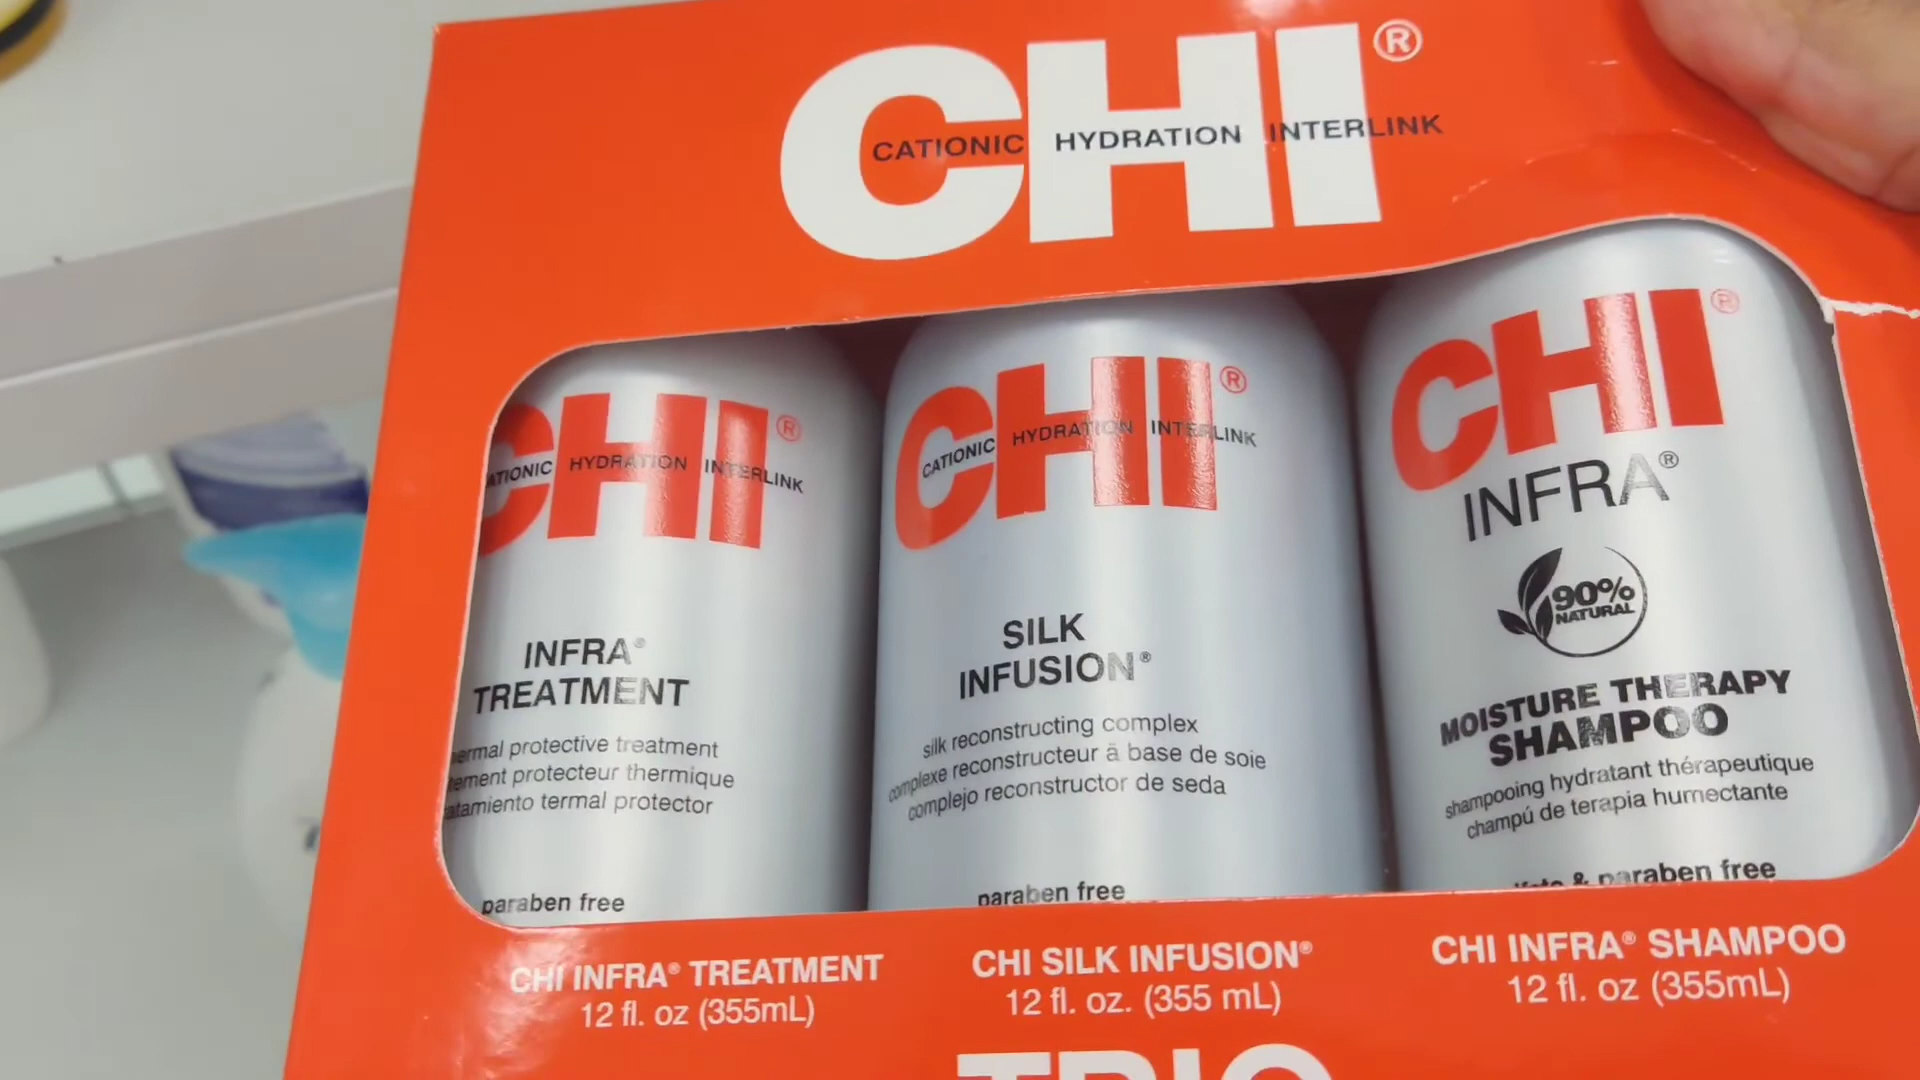 CHI®
CATIONIC HYDRATION INTERLINK
CHI®
HYDRATION INTERLINK
INFRA®
TREATMENT
protective treatment
protecteur thermique
termal protector
paraben free
CHI®
CATIONIC HYDRATION INTERLINK
SILK
INFUSION®
silk reconstructing complex
complexe reconstructeur à base de soie
complejo reconstructor de seda
paraben free
CHI®
INFRA®
90%
NATURAL
MOISTURE THERAPY
SHAMPOO
shampooing hydratant thérapeutique
champú de terapia humectante
& paraben free
CHI INFRA® TREATMENT
12 fl. oz (355mL)
CHI SILK INFUSION®
12 fl. oz. (355 mL)
CHI INFRA® SHAMPOO
12 fl. oz (355mL)
TRIO